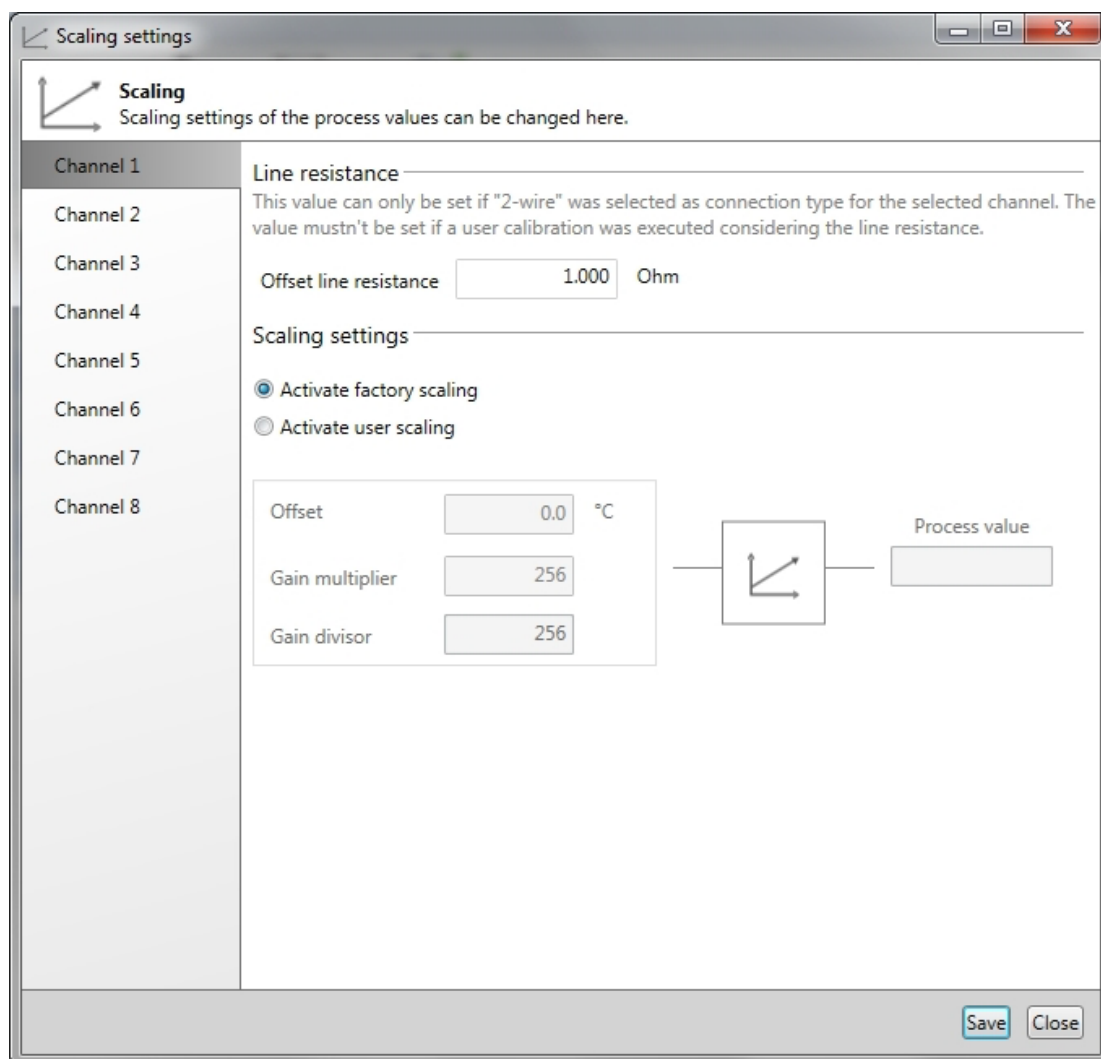 Scaling settings
Scaling
Scaling settings of the process values can be changed here.
Channel 1
Channel 2
Channel 3
Channel 4
Channel 5
Channel 6
Channel 7
Channel 8
Line resistance
This value can only be set if "2-wire" was selected as connection type for the selected channel. The
value mustn't be set if a user calibration was executed considering the line resistance.
Offset line resistance 1.000 Ohm
Scaling settings
Activate factory scaling
Activate user scaling
Offset 0.0 °C
Gain multiplier 256
Gain divisor 256
Process value
Save Close